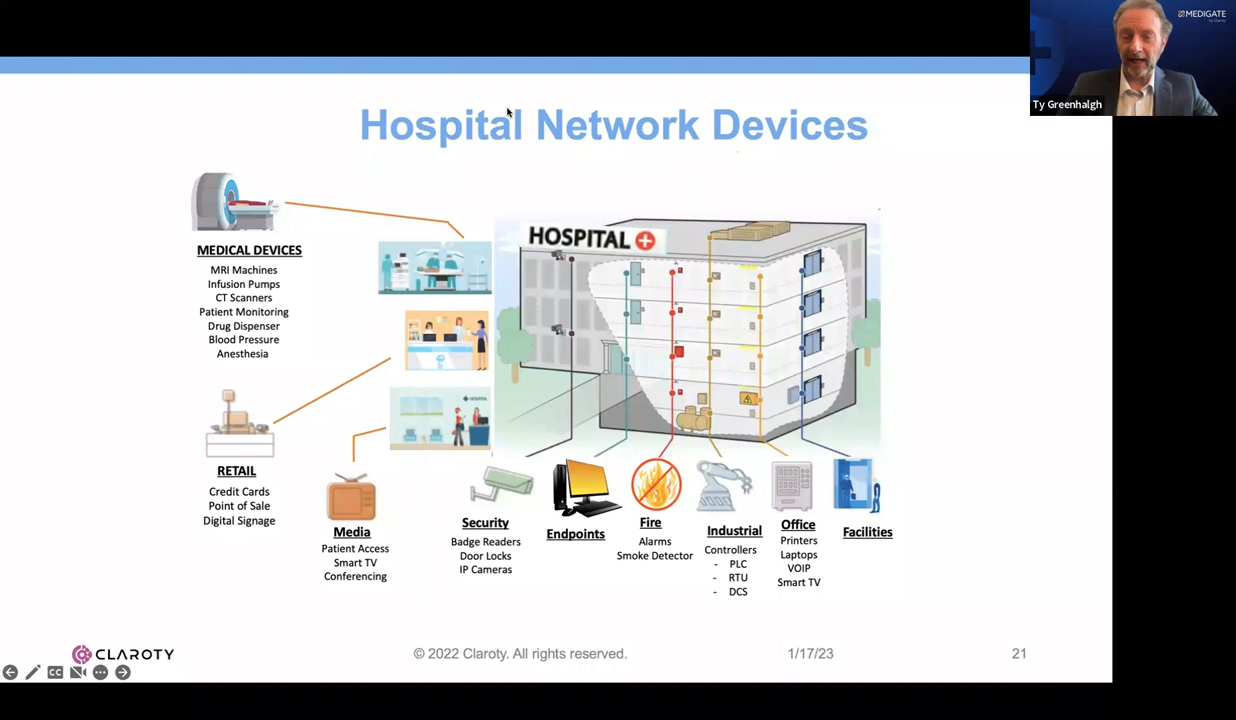 MEDIGATE
Ty Greenhalgh
Hospital Network Devices
HOSPITAL
MEDICAL DEVICES
MRI Machines
Infusion Pumps
CT Scanners
Patient Monitoring
Drug Dispenser
Blood Pressure
Anesthesia
RETAIL
Credit Cards
Point of Sale
Digital Signage
Media
Patient Access
Smart TV
Conferencing
Security
Badge Readers
Door Locks
IP Cameras
Endpoints
Fire
Alarms
Smoke Detector
Industrial
Controllers
- PLC
- RTU
- DCS
Office
Printers
Laptops
VOIP
Smart TV
Facilities
HOSPITAL
CLAROTY
© 2022 Claroty. All rights reserved.
1/17/23
21
CC